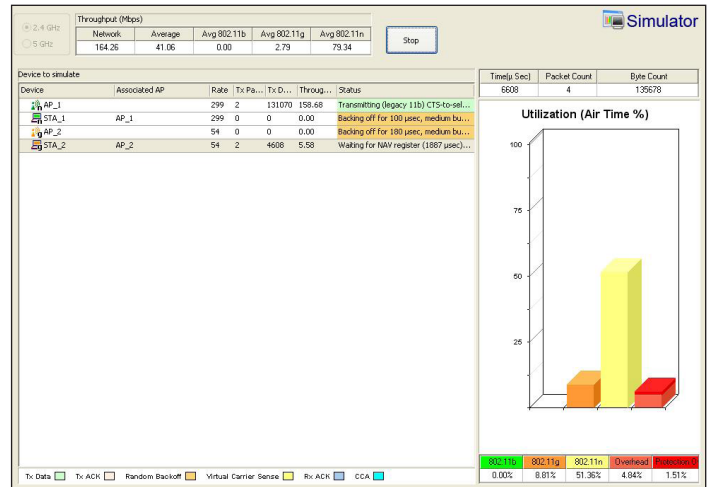 2.4 GHz
5 GHz
Throughput (Mbps)
Network Average Avg 802.11b Avg 802.11g Avg 802.11n
164.26 41.06 0.00 2.79 79.34
Stop
Simulator
Device to simulate
Device Associated AP Rate Tx Pa... Tx D... Throug... Status
AP_1 299 2 131070 158.68 Transmitting (legacy 11b) CTS-to-sel...
STA_1 AP_1 299 0 0 0.00 Backing off for 100 µsec, medium bu...
AP_2 54 0 0 0.00 Backing off for 180 µsec, medium bu...
STA_2 AP_2 54 2 4608 5.58 Waiting for NAV register (1887 µsec)...
Time(µ Sec) Packet Count Byte Count
6608 4 135678
Utilization (Air Time %)
100
75
50
25
802.11b 802.11g 802.11n Overhead Protection O
0.00% 8.81% 51.36% 4.84% 1.51%
Tx Data Tx ACK Random Backoff Virtual Carrier Sense Rx ACK CCA